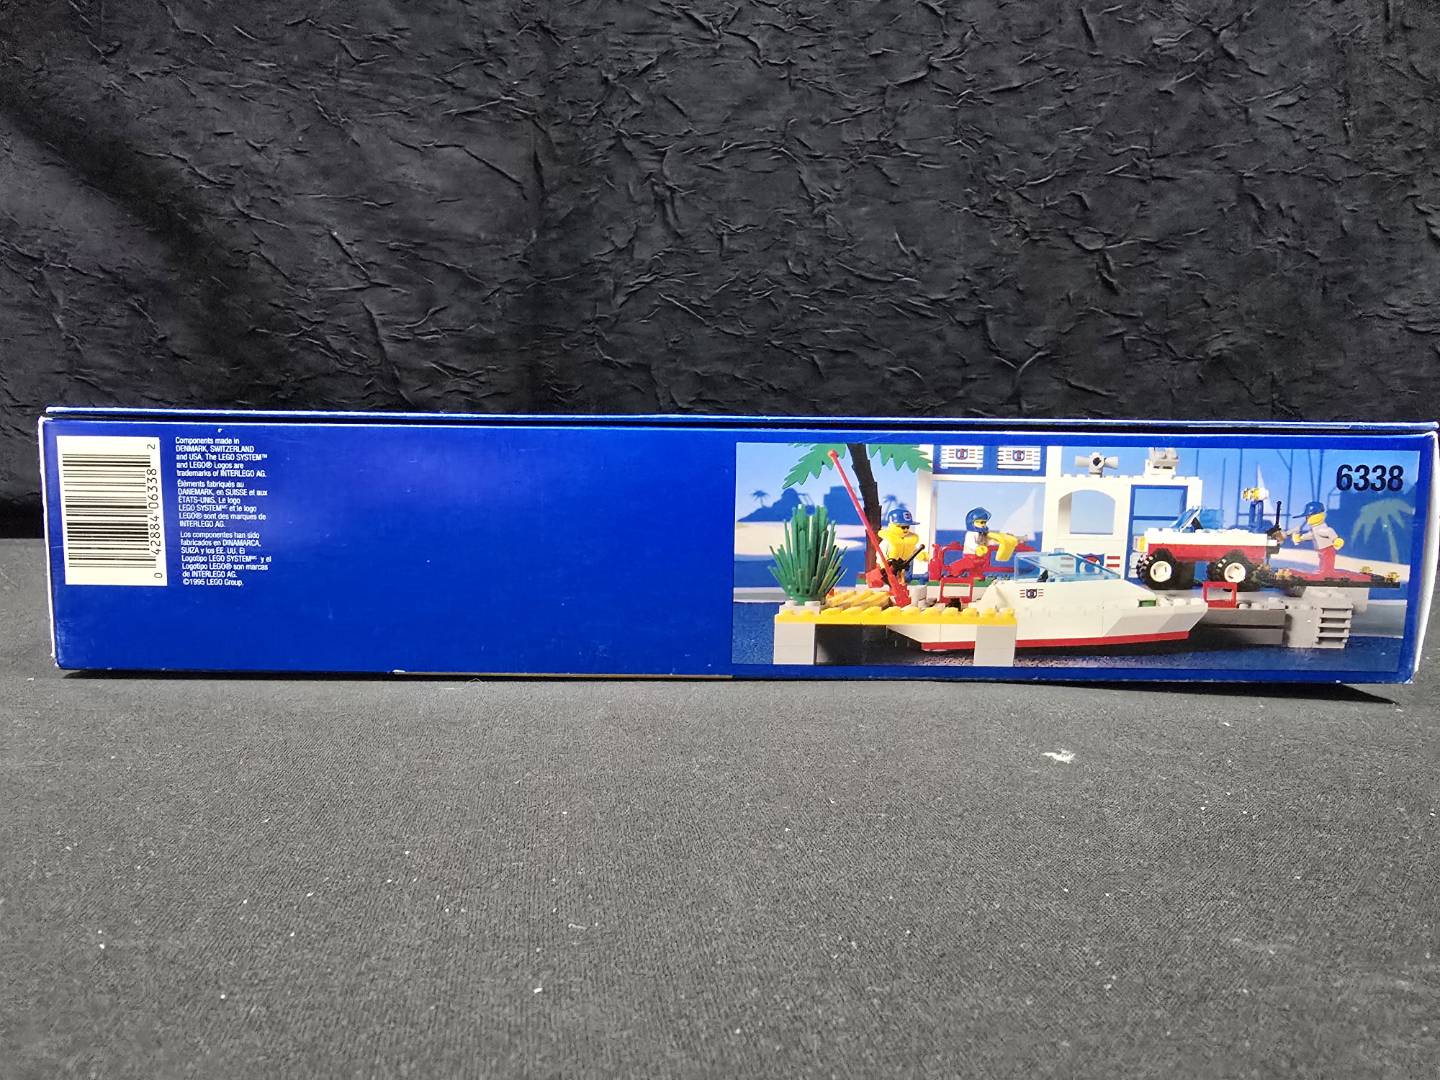 0 42884 06338 2
Components made in
DENMARK, SWITZERLAND
and USA. The LEGO SYSTEM™
and LEGO® Logos are
trademarks of INTERLEGO AG.
Éléments fabriqués au
DANEMARK, en SUISSE et aux
ÉTATS-UNIS. Le logo
LEGO SYSTEMᴹᶜ et le logo
LEGO® sont des marques de
INTERLEGO AG.
Los componentes han sido
fabricados en DINAMARCA,
SUIZA y los EE. UU. El
Logotipo LEGO SYSTEMᴹᴿ y el
Logotipo LEGO® son marcas
de INTERLEGO AG.
©1995 LEGO Group.
6338